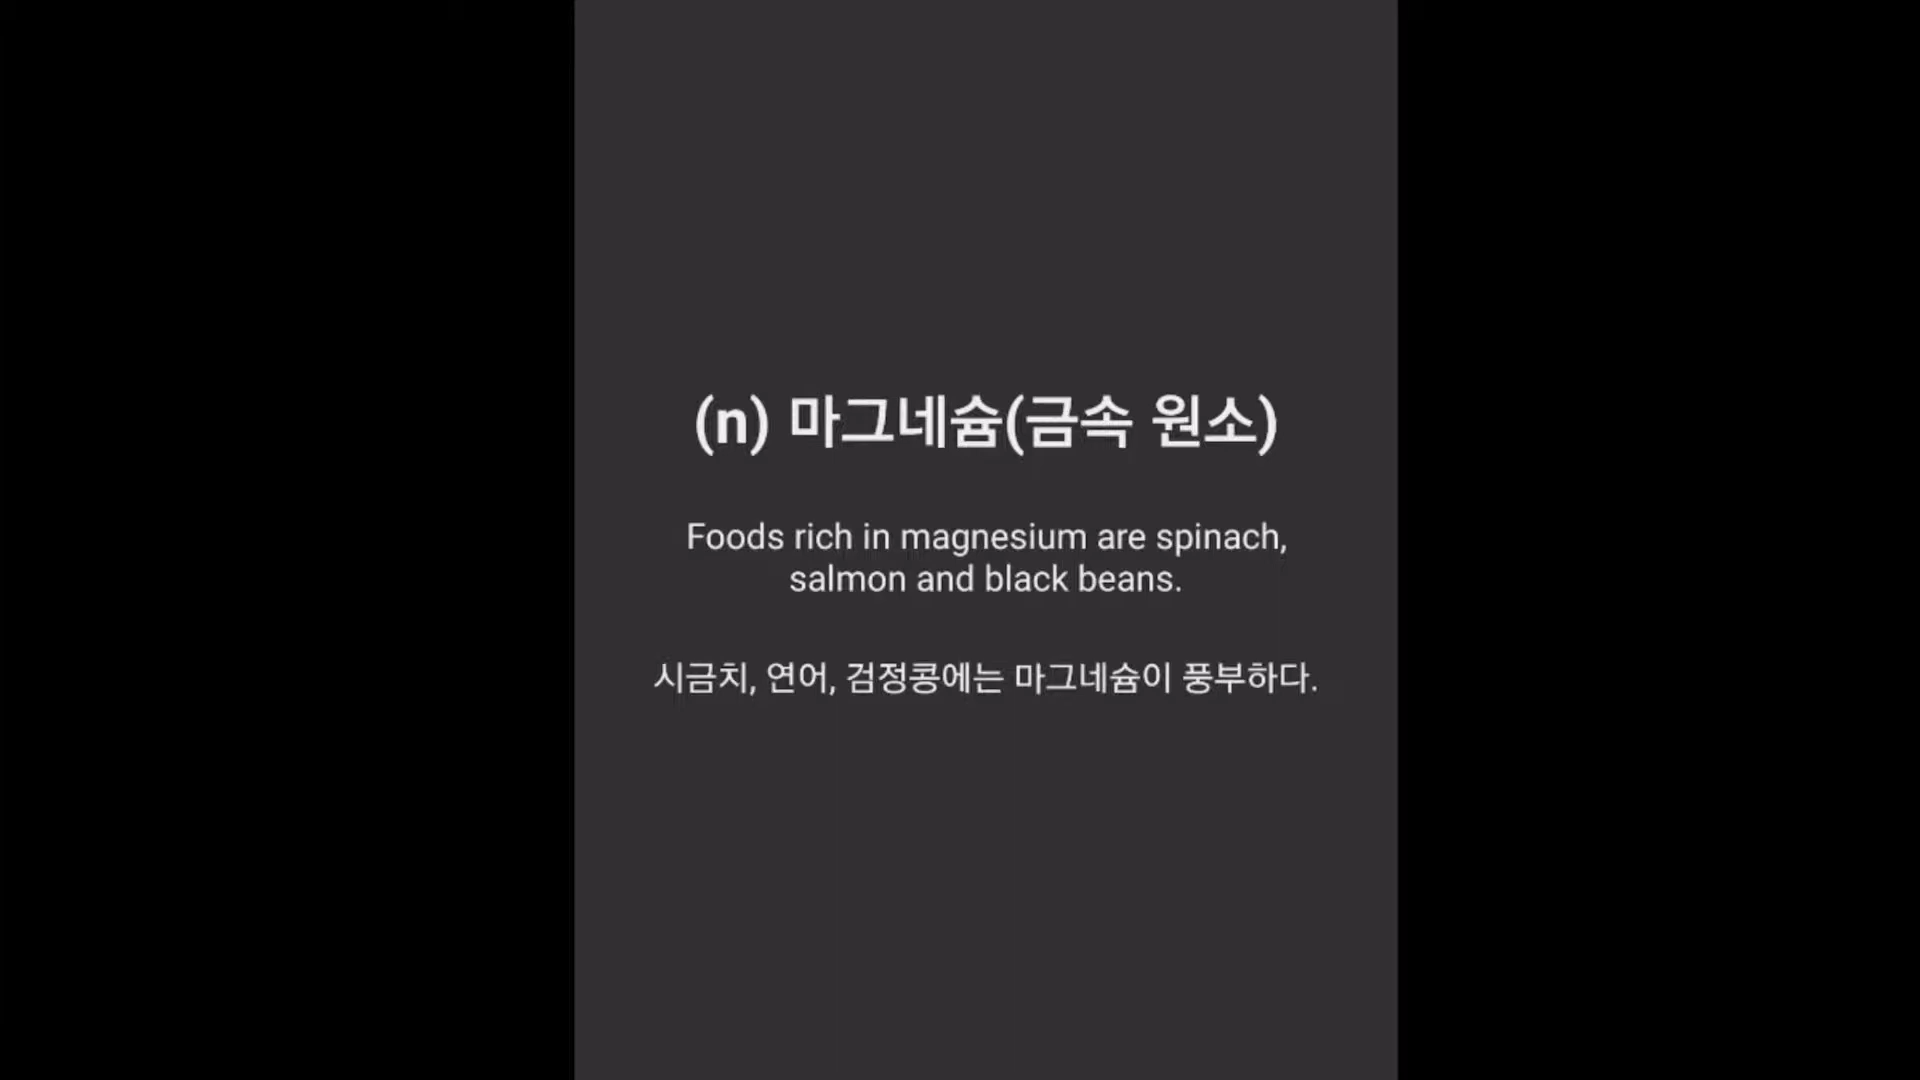 (n) 마그네슘(금속 원소)
Foods rich in magnesium are spinach,
salmon and black beans.
시금치, 연어, 검정콩에는 마그네슘이 풍부하다.